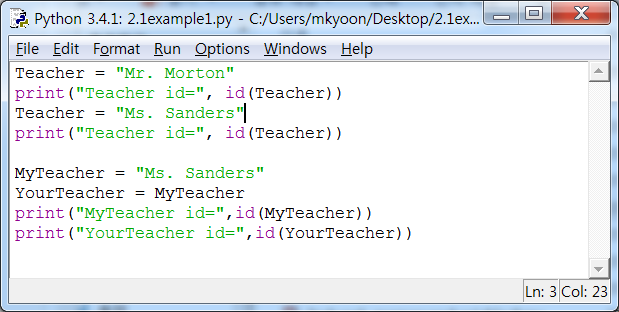 Python 3.4.1: 2.1example1.py - C:/Users/mkyoon/Desktop/2.1ex...
File Edit Format Run Options Windows Help
Teacher = "Mr. Morton"
print("Teacher id=", id(Teacher))
Teacher = "Ms. Sanders"
print("Teacher id=", id(Teacher))
MyTeacher = "Ms. Sanders"
YourTeacher = MyTeacher
print("MyTeacher id=",id(MyTeacher))
print("YourTeacher id=",id(YourTeacher))
Ln: 3 Col: 23